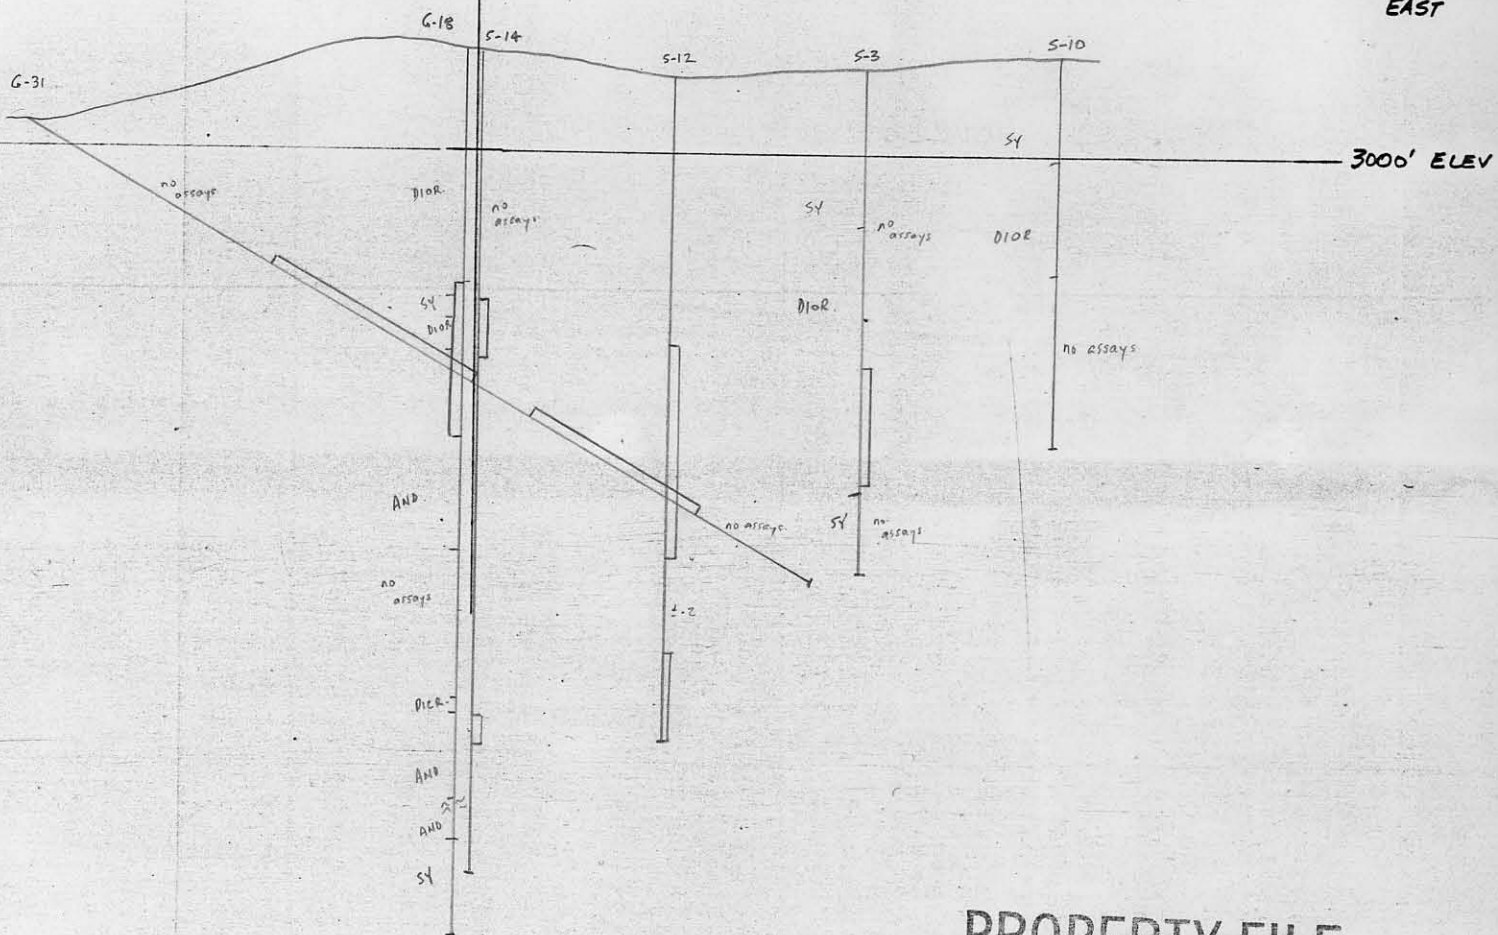 EAST
G-18
S-14
S-12
S-3
S-10
G-31
SY
3000' ELEV
no
assays
DIOR.
no
assays
SY
no
assays
DIOR
SY
DIOR
DIOR.
no assays
AND
no assays
SY
no
assays
no
assays
±.2
DIOR.
AND
AND
SY
PROPERTY FILE